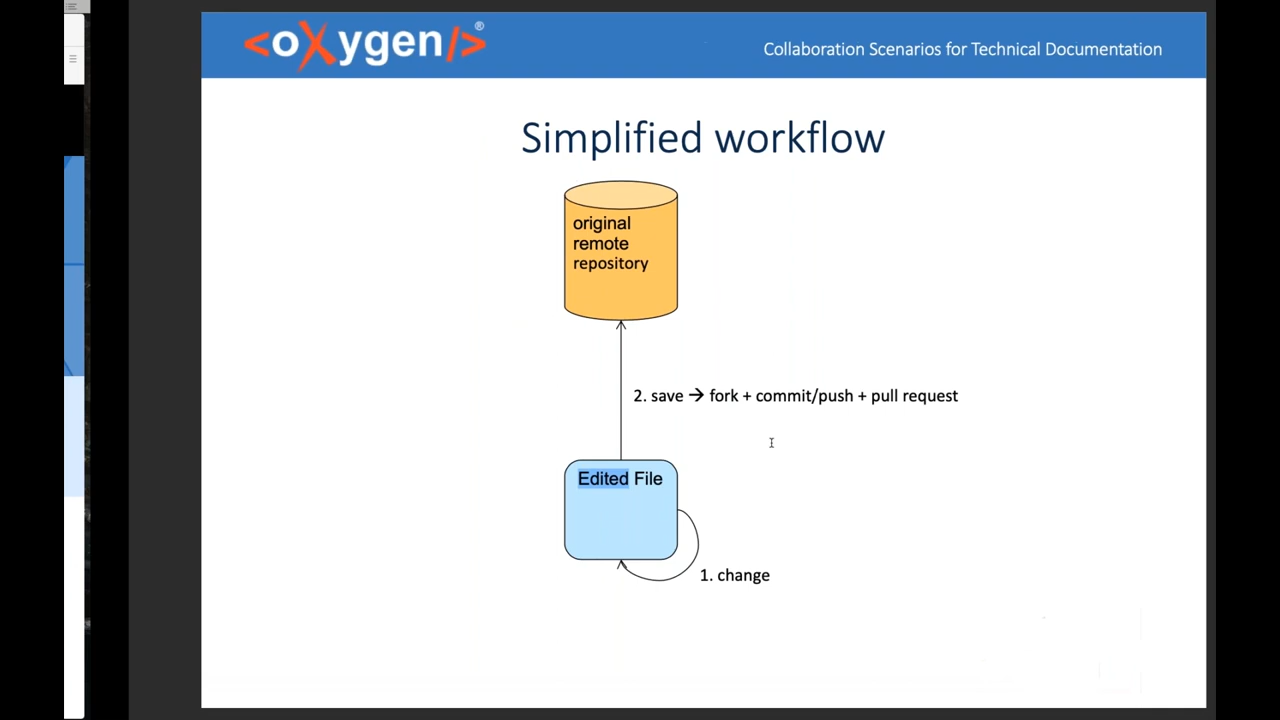 <oXygen/>®
Collaboration Scenarios for Technical Documentation
Simplified workflow
original
remote
repository
2. save → fork + commit/push + pull request
Edited File
1. change